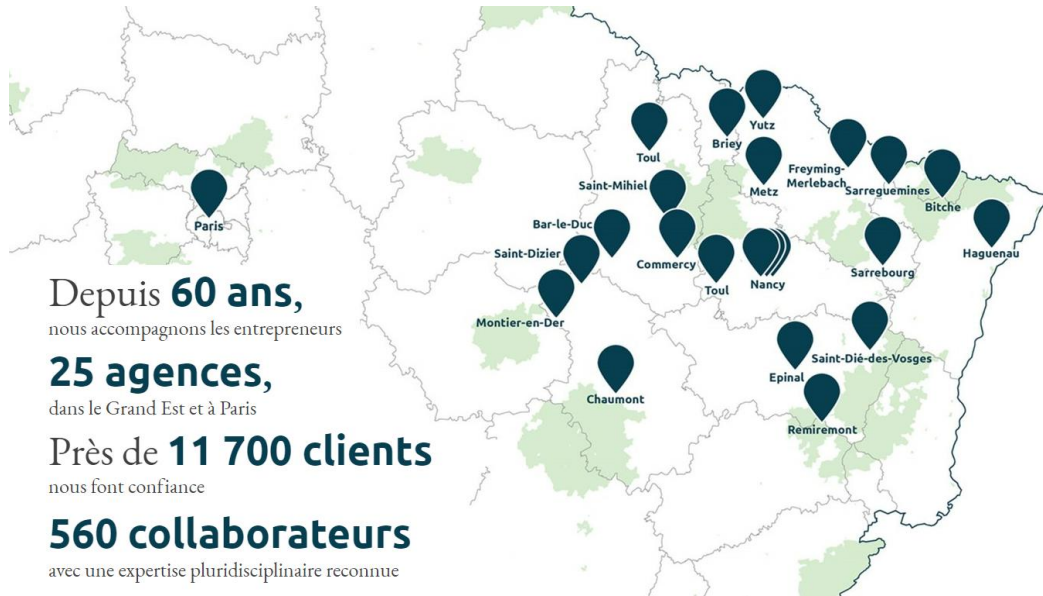 Yutz
Briey
Toul
Metz
Freyming-
Merlebach
Sarreguemines
Bitche
Saint-Mihiel
Paris
Bar-le-Duc
Haguenau
Saint-Dizier
Commercy
Sarrebourg
Toul
Nancy
Montier-en-Der
Saint-Dié-des-Vosges
Epinal
Chaumont
Remiremont
Depuis 60 ans,
nous accompagnons les entrepreneurs
25 agences,
dans le Grand Est et à Paris
Près de 11 700 clients
nous font confiance
560 collaborateurs
avec une expertise pluridisciplinaire reconnue